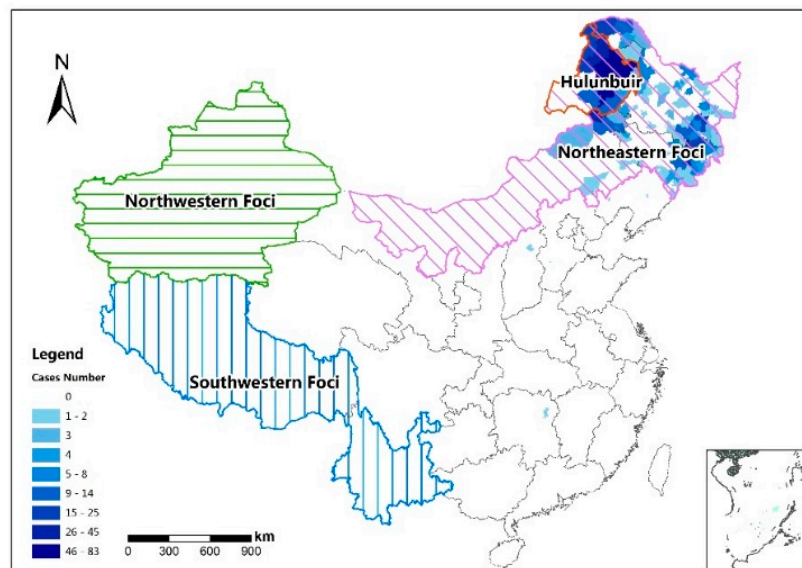 N
Hulunbuir
Northeastern Foci
Northwestern Foci
Southwestern Foci
Legend
Cases Number
0
1 - 2
3
4
5 - 8
9 - 14
15 - 25
26 - 45
46 - 83
km
0 300 600 900